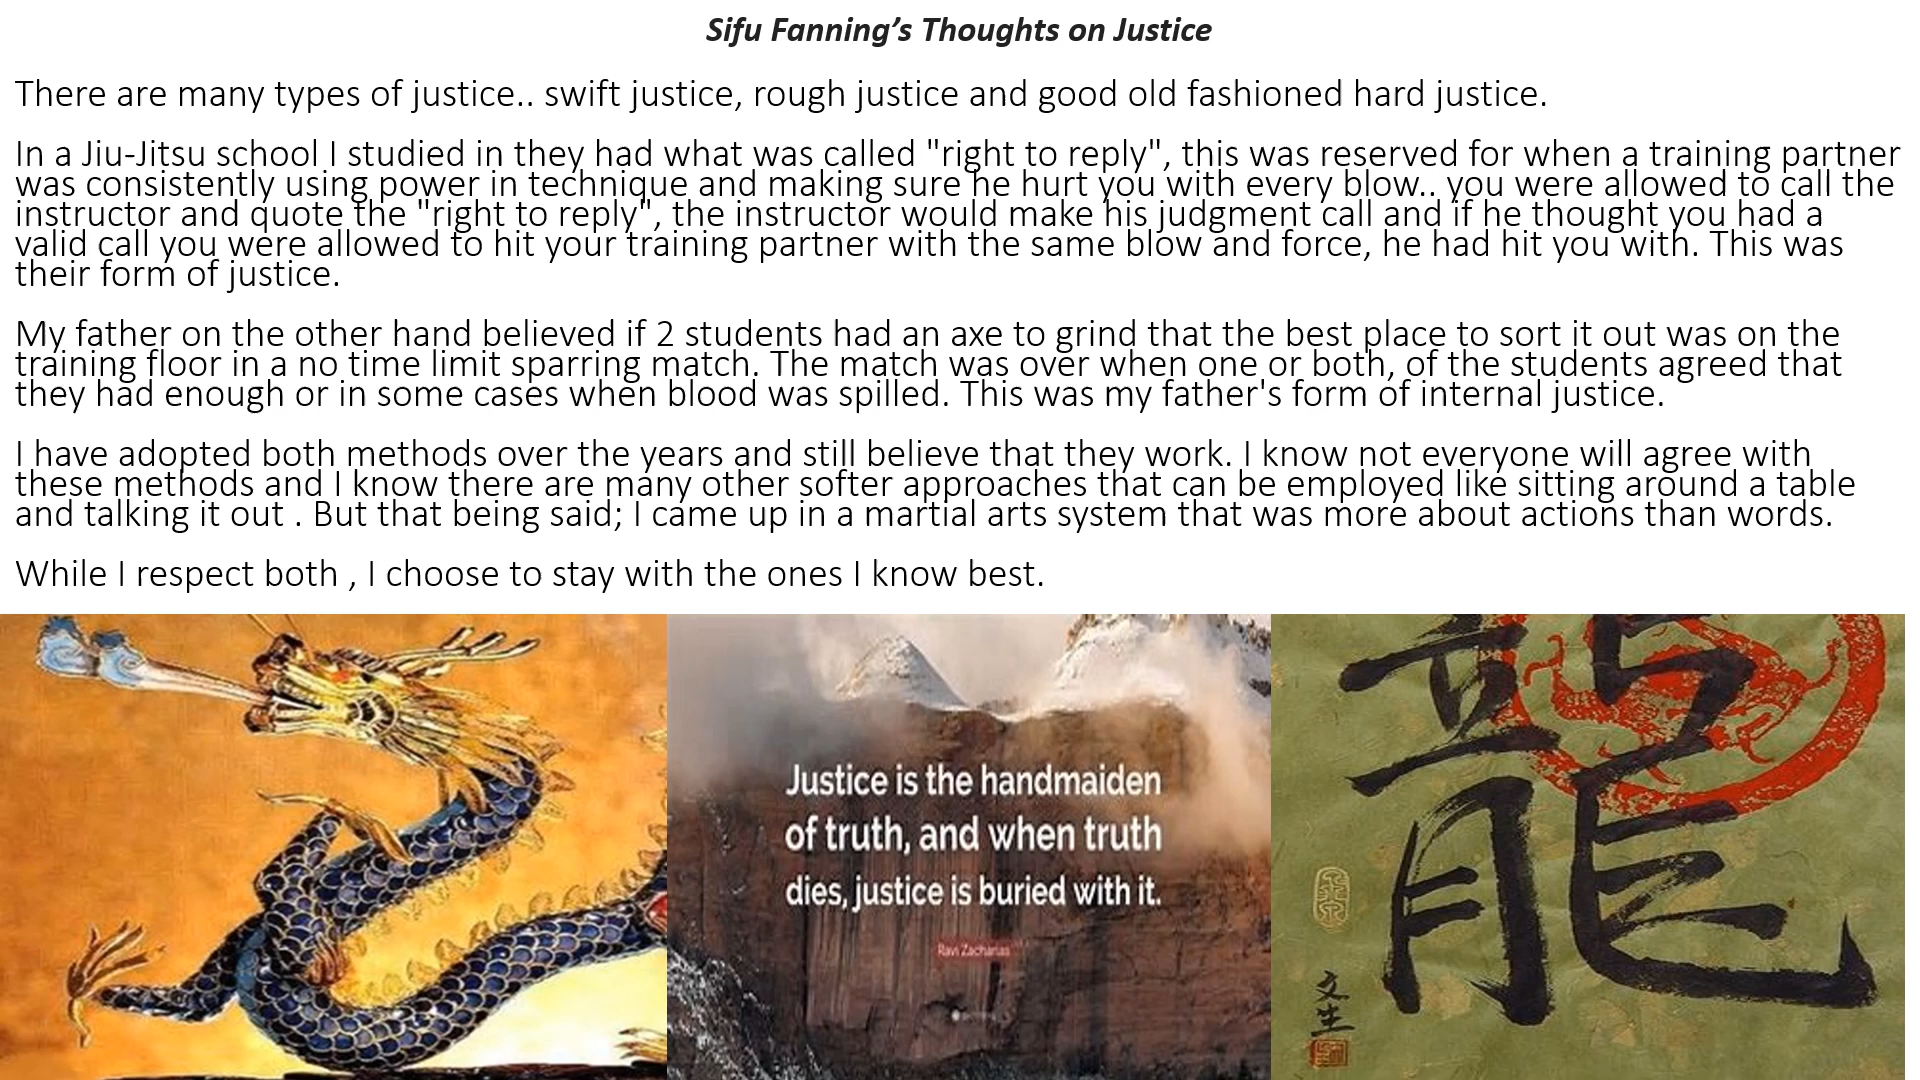 Sifu Fanning’s Thoughts on Justice
There are many types of justice.. swift justice, rough justice and good old fashioned hard justice.
In a Jiu-Jitsu school I studied in they had what was called "right to reply", this was reserved for when a training partner
was consistently using power in technique and making sure he hurt you with every blow.. you were allowed to call the
instructor and quote the "right to reply", the instructor would make his judgment call and if he thought you had a
valid call you were allowed to hit your training partner with the same blow and force, he had hit you with. This was
their form of justice.
My father on the other hand believed if 2 students had an axe to grind that the best place to sort it out was on the
training floor in a no time limit sparring match. The match was over when one or both, of the students agreed that
they had enough or in some cases when blood was spilled. This was my father's form of internal justice.
I have adopted both methods over the years and still believe that they work. I know not everyone will agree with
these methods and I know there are many other softer approaches that can be employed like sitting around a table
and talking it out . But that being said; I came up in a martial arts system that was more about actions than words.
While I respect both , I choose to stay with the ones I know best.
Justice is the handmaiden
of truth, and when truth
dies, justice is buried with it.
Ravi Zacharias
龍
文生